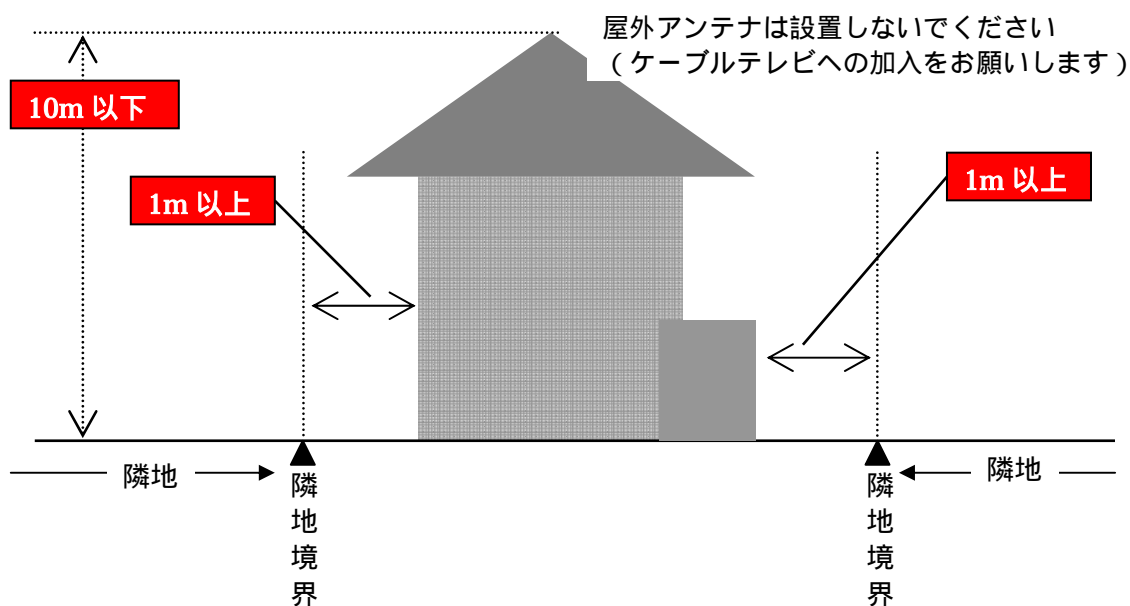 屋外アンテナは設置しないでください
（ケーブルテレビへの加入をお願いします）
10m 以下
1m 以上
1m 以上
隣地
隣地
隣地境界
隣地境界